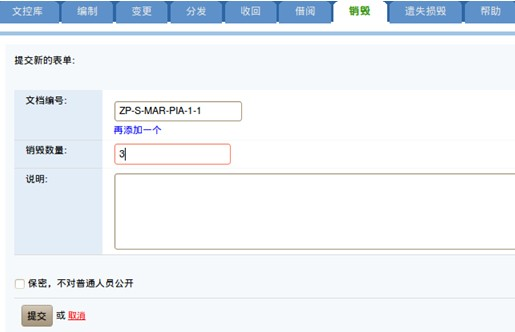 文控库 编制 变更 分发 收回 借阅 销毁 遗失损毁 帮助
提交新的表单:
文档编号:
ZP-S-MAR-PIA-1-1
再添加一个
销毁数量:
3
说明:
保密，不对普通人员公开
提交 或 取消